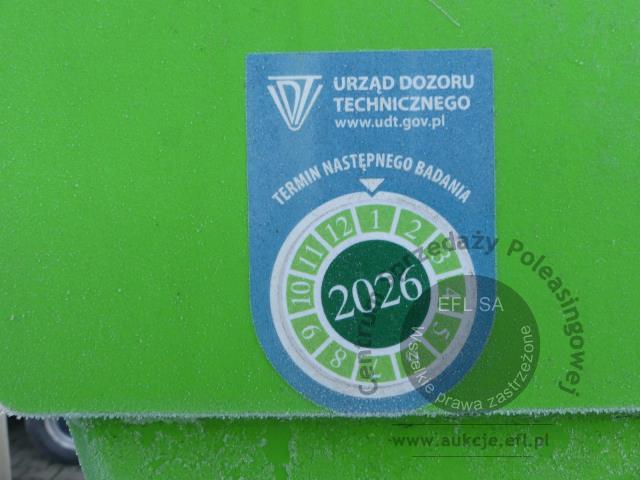 UDT
URZĄD DOZORU
TECHNICZNEGO
www.udt.gov.pl
TERMIN NASTĘPNEGO BADANIA
1
2
3
4
5
6
7
8
9
10
11
12
2026
Centrum Sprzedaży Poleasingowej
EFL SA
Wszelkie prawa zastrzeżone
www.aukcje.efl.pl